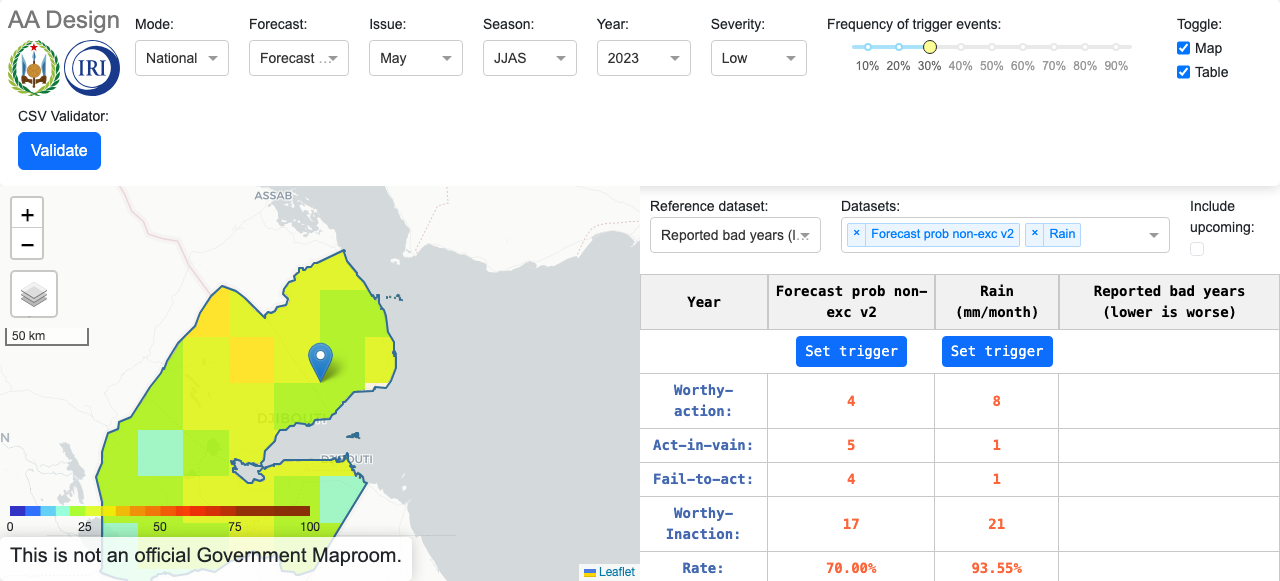 AA Design
IRI
Mode:
National
Forecast:
Forecast ...
Issue:
May
Season:
JJAS
Year:
2023
Severity:
Low
Frequency of trigger events:
10% 20% 30% 40% 50% 60% 70% 80% 90%
Toggle:
Map
Table
CSV Validator:
Validate
+
−
50 km
ASSAB
DJIBOUTI
DJIBOUTI
N
0 25 50 75 100
This is not an official Government Maproom.
Leaflet
Reference dataset:
Reported bad years (l...
Datasets:
× Forecast prob non-exc v2 × Rain
Include
upcoming:
Year
Forecast prob non-
exc v2
Rain
(mm/month)
Reported bad years
(lower is worse)
Set trigger Set trigger
Worthy-
action:
4 8
Act-in-vain: 5 1
Fail-to-act: 4 1
Worthy-
Inaction:
17 21
Rate: 70.00% 93.55%